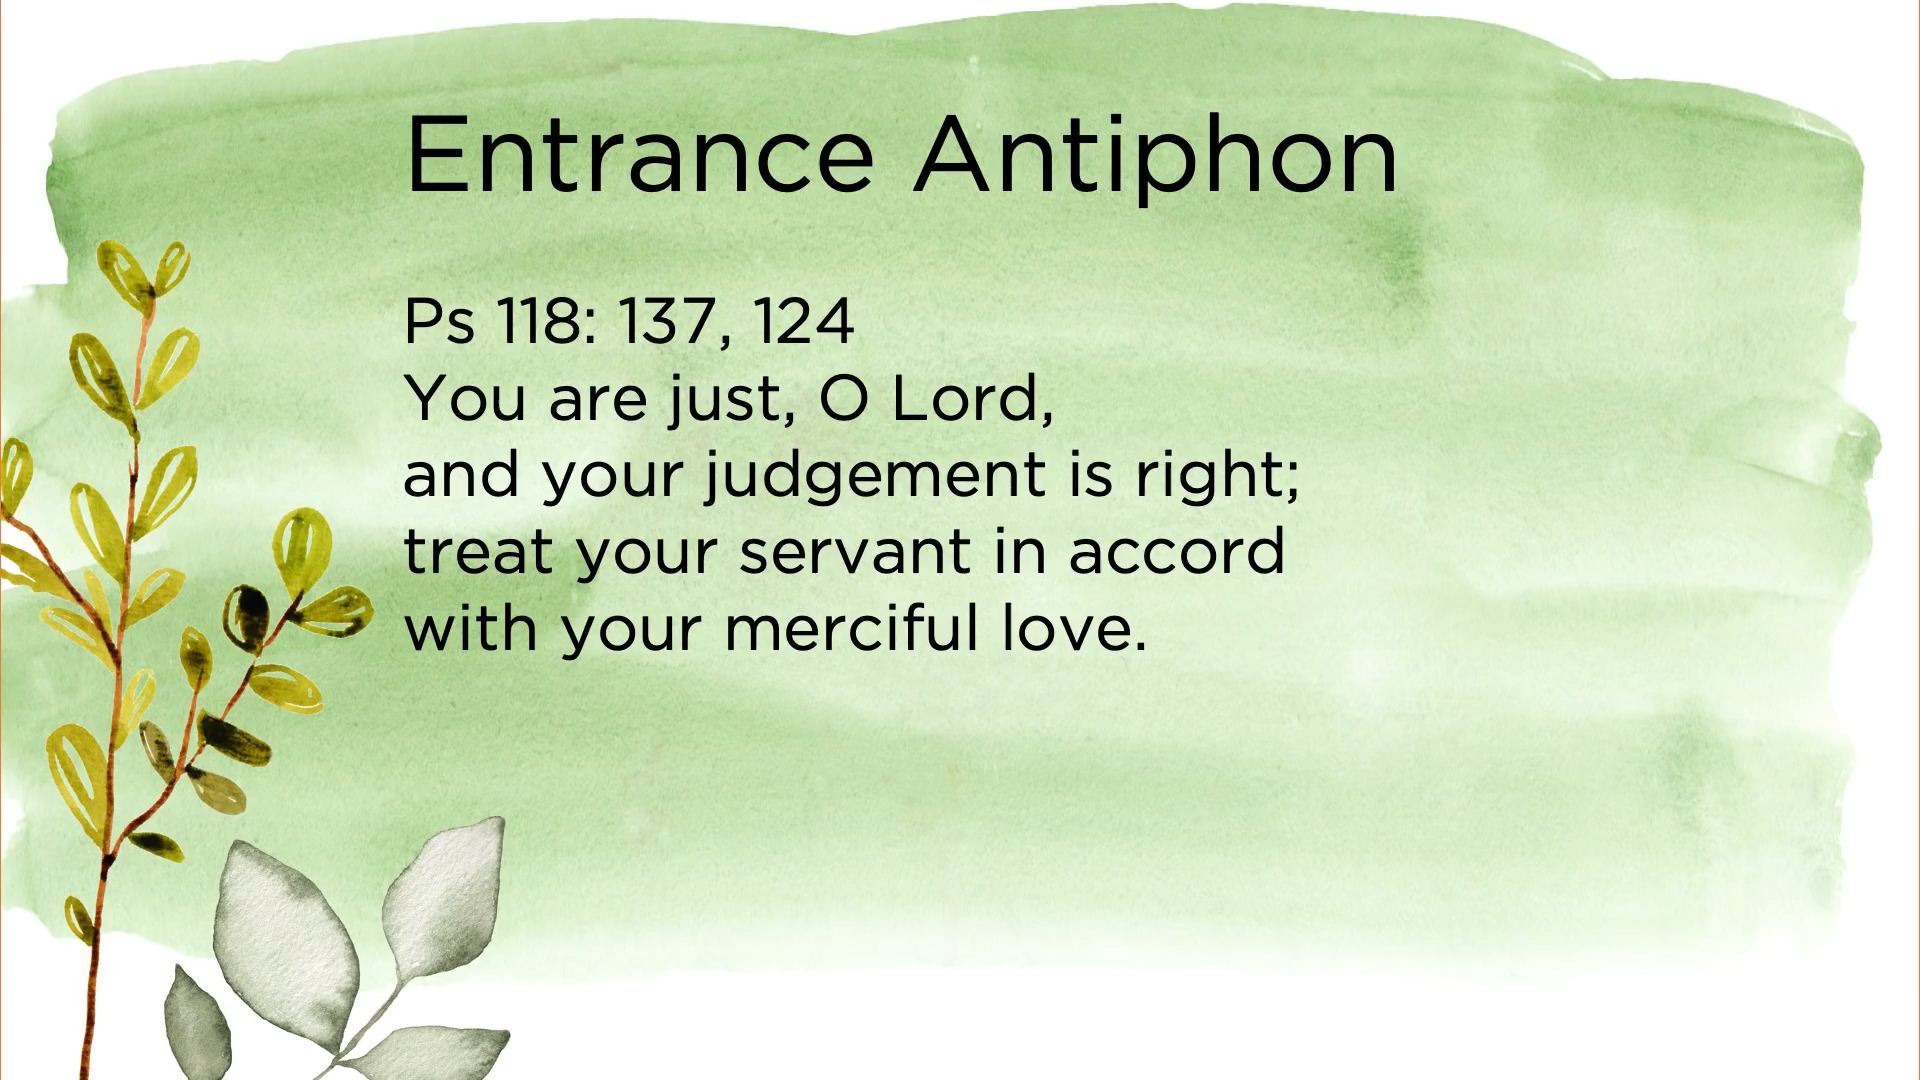 Entrance Antiphon
Ps 118: 137, 124
You are just, O Lord,
and your judgement is right;
treat your servant in accord
with your merciful love.